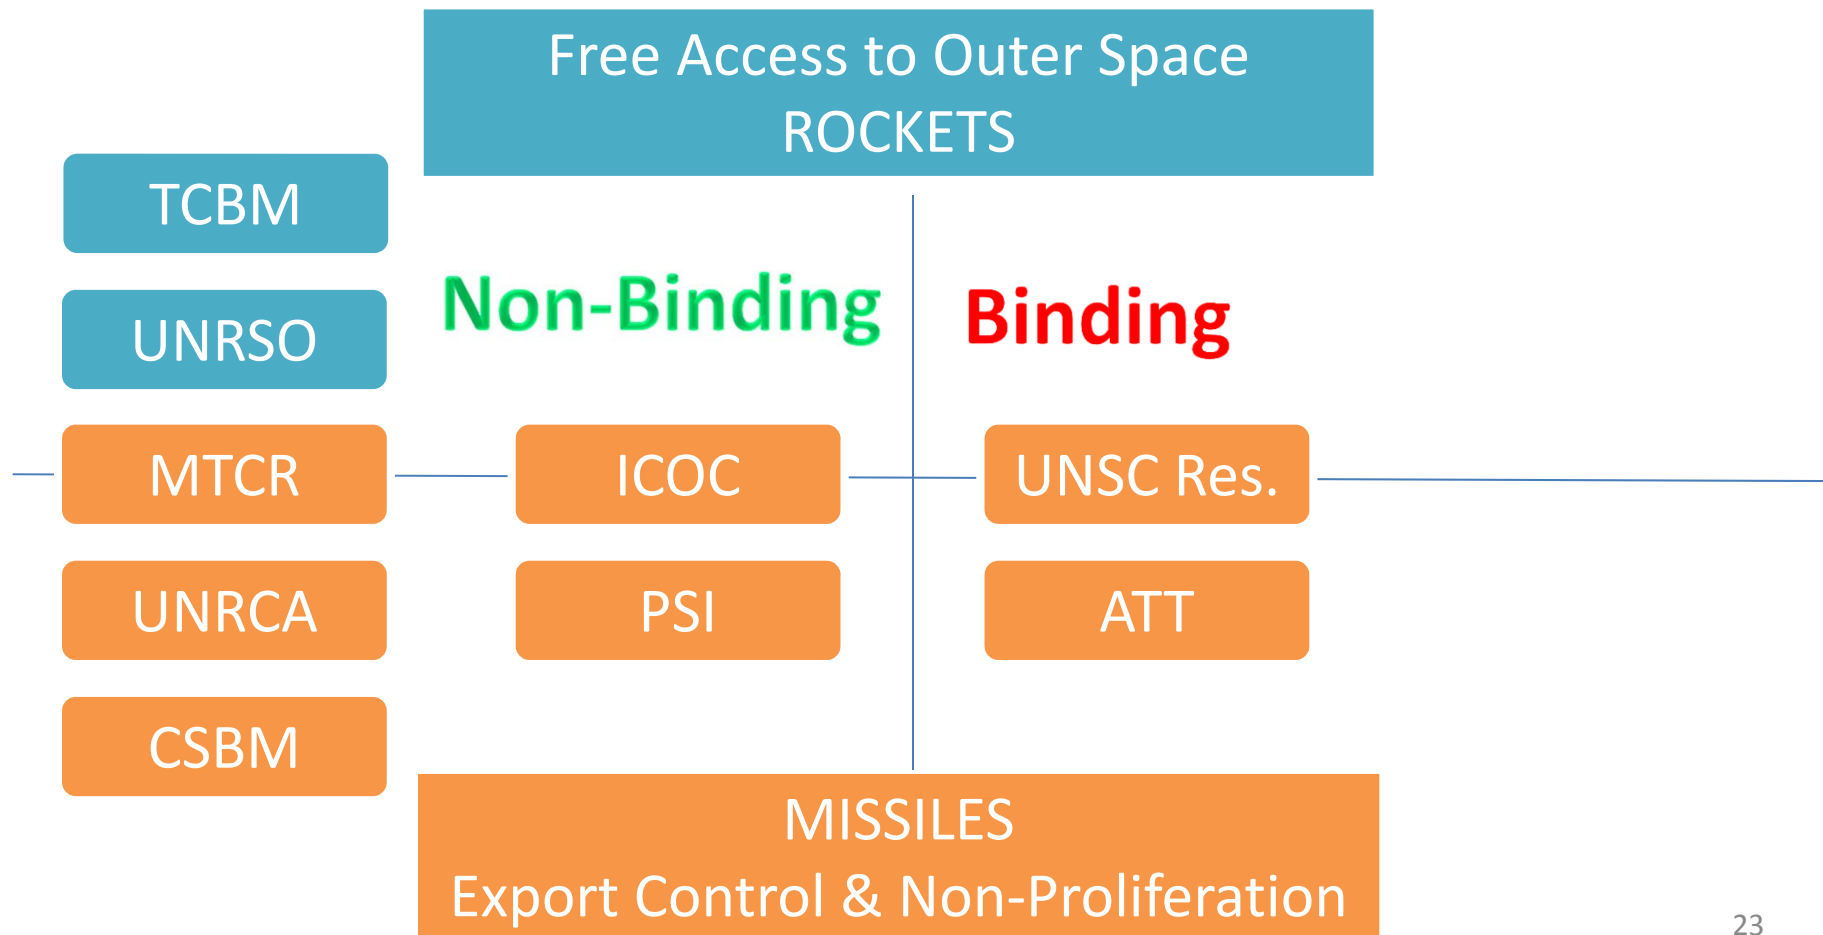 Free Access to Outer Space
ROCKETS
TCBM
UNRSO
Non-Binding
Binding
MTCR
ICOC
UNSC Res.
UNRCA
PSI
ATT
CSBM
MISSILES
Export Control & Non-Proliferation
23